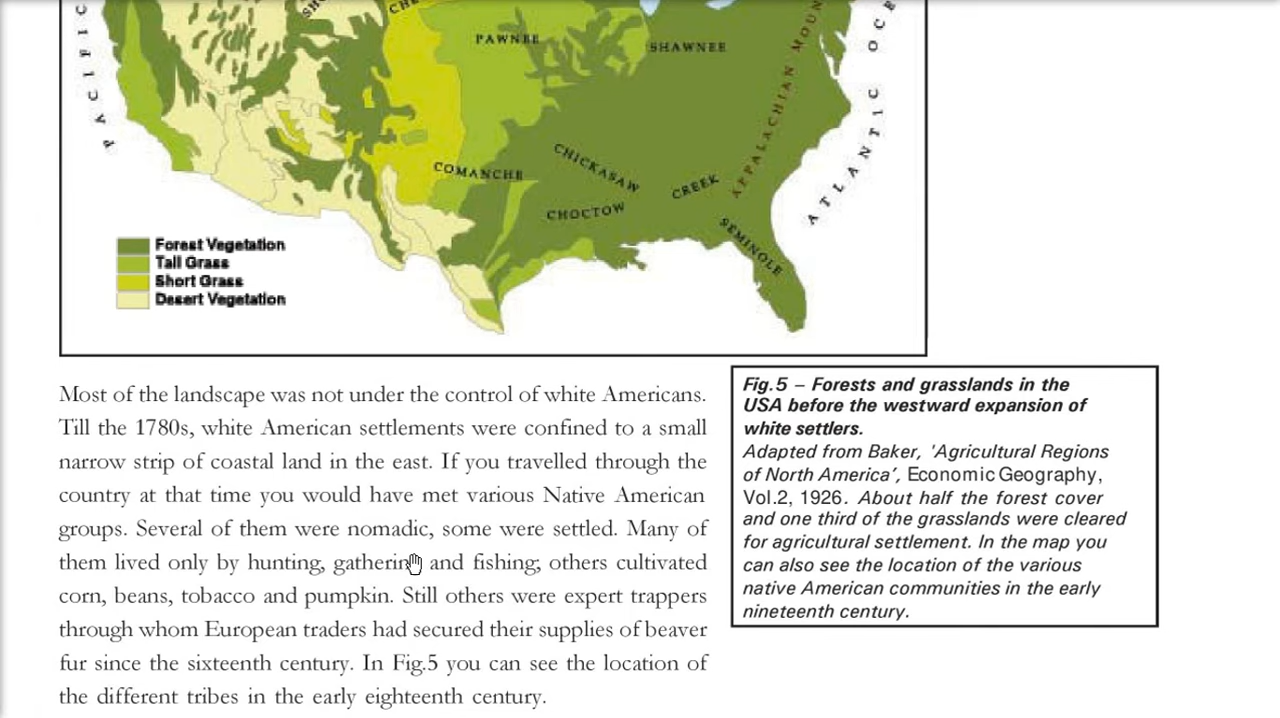 PACIFIC
SHO
CHE
PAWNEE
SHAWNEE
APPALACHIAN MOUN
ATLANTIC OCE
COMANCHE
CHICKASAW
CREEK
CHOCTOW
SEMINOLE
Forest Vegetation
Tall Grass
Short Grass
Desert Vegetation
Most of the landscape was not under the control of white Americans.
Till the 1780s, white American settlements were confined to a small
narrow strip of coastal land in the east. If you travelled through the
country at that time you would have met various Native American
groups. Several of them were nomadic, some were settled. Many of
them lived only by hunting, gathering and fishing; others cultivated
corn, beans, tobacco and pumpkin. Still others were expert trappers
through whom European traders had secured their supplies of beaver
fur since the sixteenth century. In Fig.5 you can see the location of
the different tribes in the early eighteenth century.
Fig.5 – Forests and grasslands in the
USA before the westward expansion of
white settlers.
Adapted from Baker, 'Agricultural Regions
of North America', Economic Geography,
Vol.2, 1926. About half the forest cover
and one third of the grasslands were cleared
for agricultural settlement. In the map you
can also see the location of the various
native American communities in the early
nineteenth century.